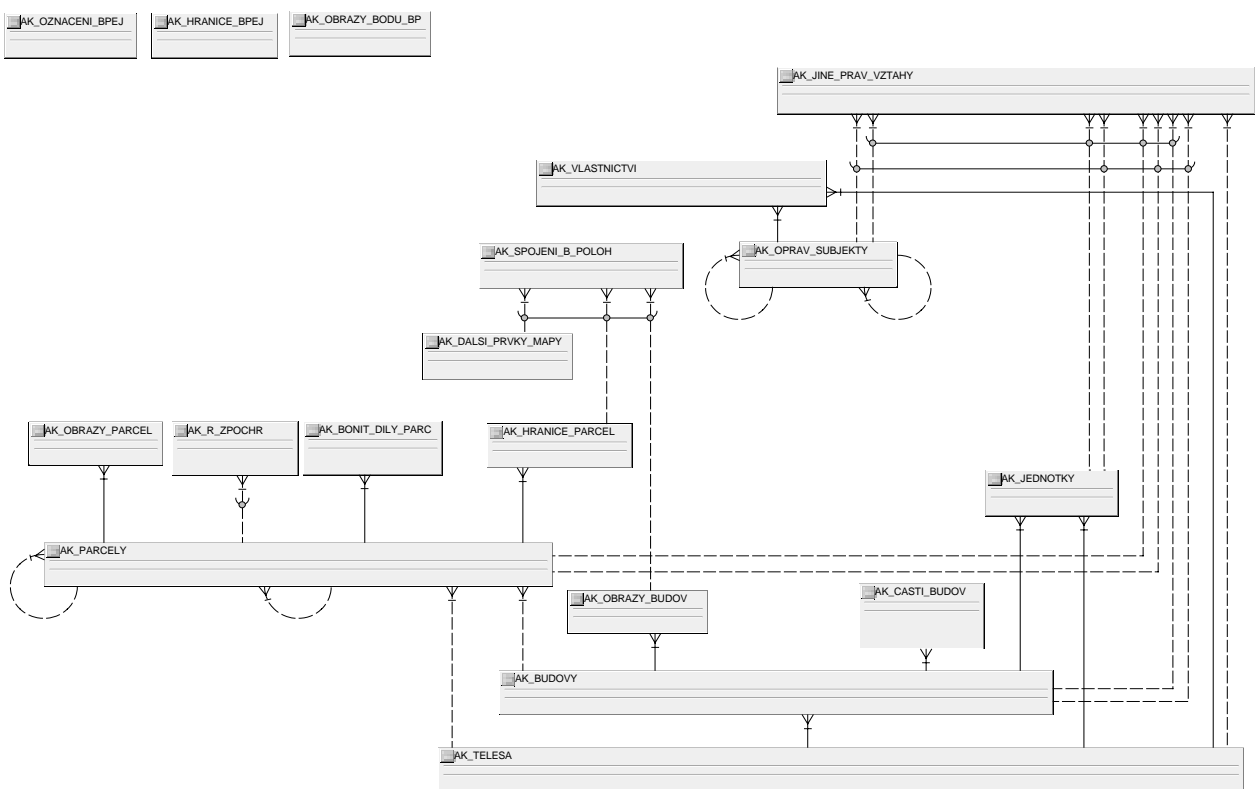 AK_OZNACENI_BPEJ
AK_HRANICE_BPEJ
AK_OBRAZY_BODU_BP
AK_JINE_PRAV_VZTAHY
AK_VLASTNICTVI
AK_SPOJENI_B_POLOH
AK_OPRAV_SUBJEKTY
AK_DALSI_PRVKY_MAPY
AK_OBRAZY_PARCEL
AK_R_ZPOCHR
AK_BONIT_DILY_PARC
AK_HRANICE_PARCEL
AK_JEDNOTKY
AK_PARCELY
AK_OBRAZY_BUDOV
AK_CASTI_BUDOV
AK_BUDOVY
AK_TELESA